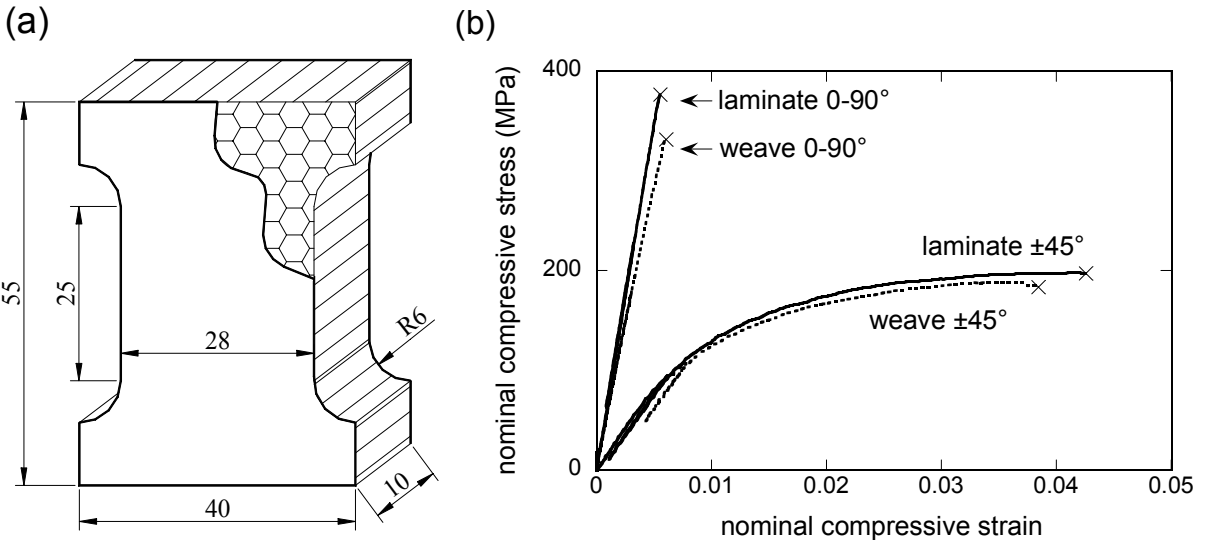 (a)
55
25
28
R6
10
40
(b)
nominal compressive stress (MPa)
400
200
0
laminate 0-90°
weave 0-90°
laminate ±45°
weave ±45°
0
0.01
0.02
0.03
0.04
0.05
nominal compressive strain